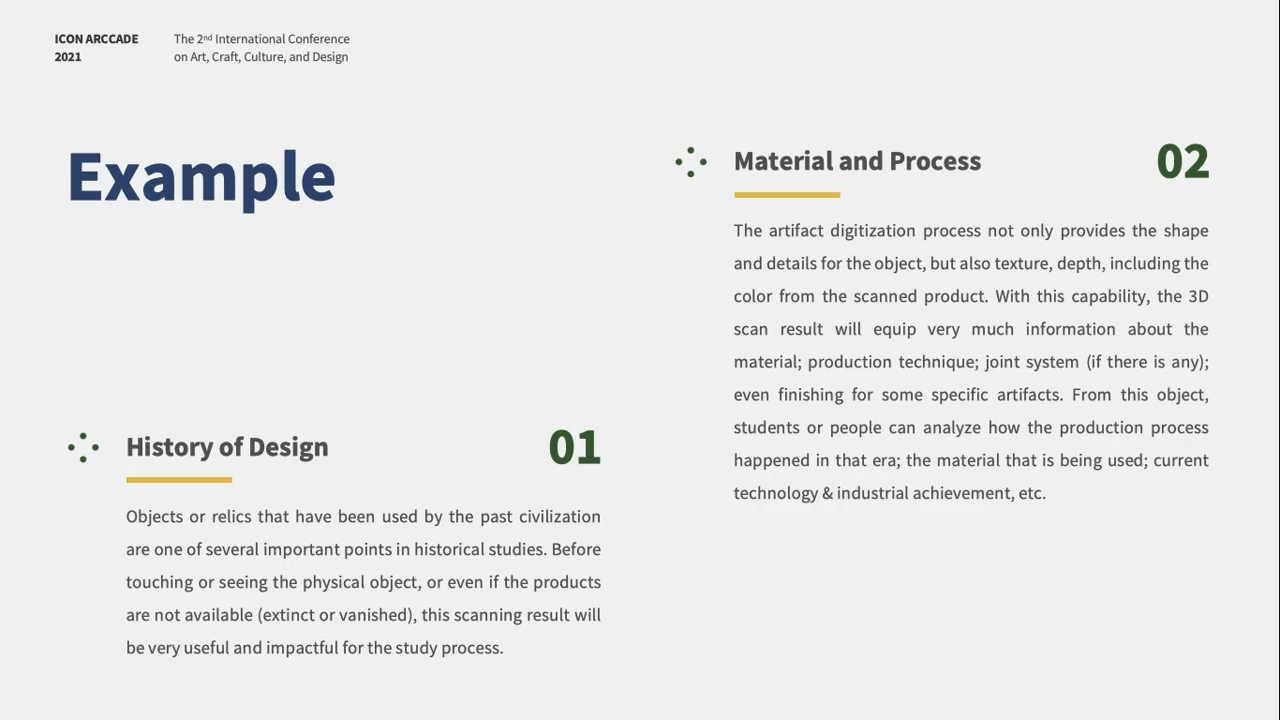 ICON ARCCADE
2021
The 2nd International Conference
on Art, Craft, Culture, and Design
Example
History of Design
01
Objects or relics that have been used by the past civilization
are one of several important points in historical studies. Before
touching or seeing the physical object, or even if the products
are not available (extinct or vanished), this scanning result will
be very useful and impactful for the study process.
Material and Process
02
The artifact digitization process not only provides the shape
and details for the object, but also texture, depth, including the
color from the scanned product. With this capability, the 3D
scan result will equip very much information about the
material; production technique; joint system (if there is any);
even finishing for some specific artifacts. From this object,
students or people can analyze how the production process
happened in that era; the material that is being used; current
technology & industrial achievement, etc.